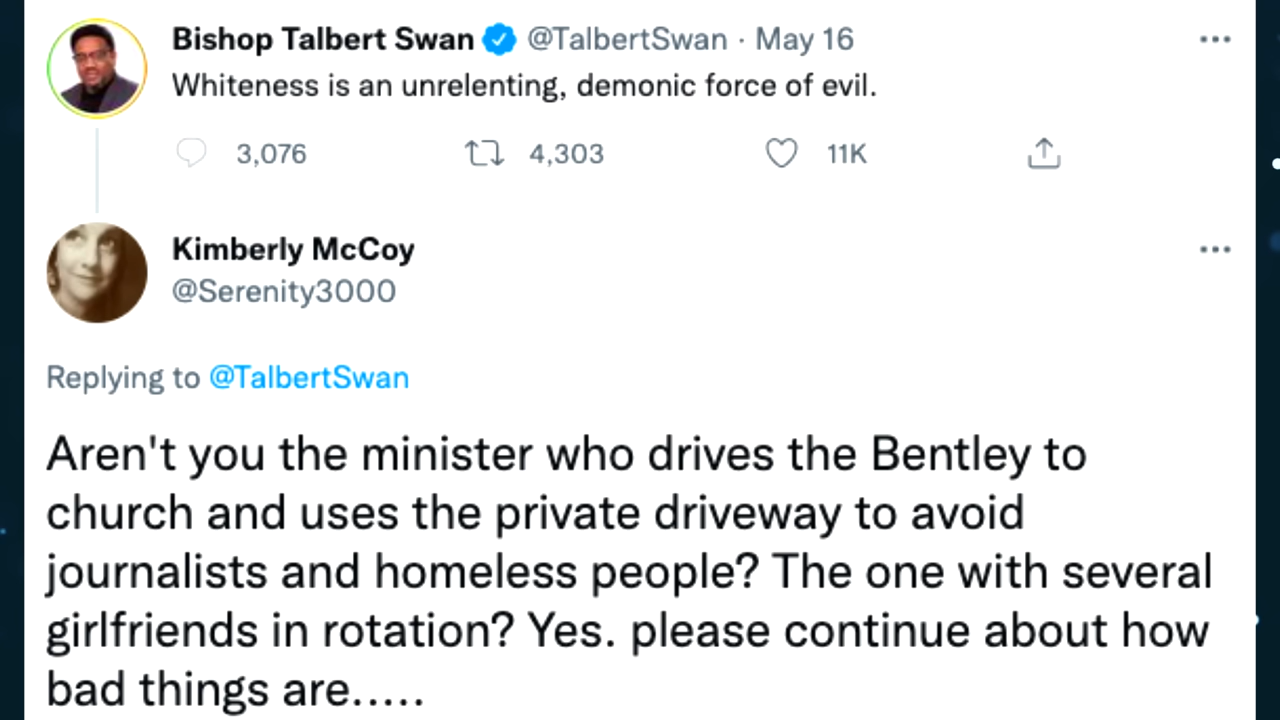 Bishop Talbert Swan @TalbertSwan · May 16
Whiteness is an unrelenting, demonic force of evil.
3,076 4,303 11K
Kimberly McCoy
@Serenity3000
Replying to @TalbertSwan
Aren't you the minister who drives the Bentley to
church and uses the private driveway to avoid
journalists and homeless people? The one with several
girlfriends in rotation? Yes. please continue about how
bad things are.....